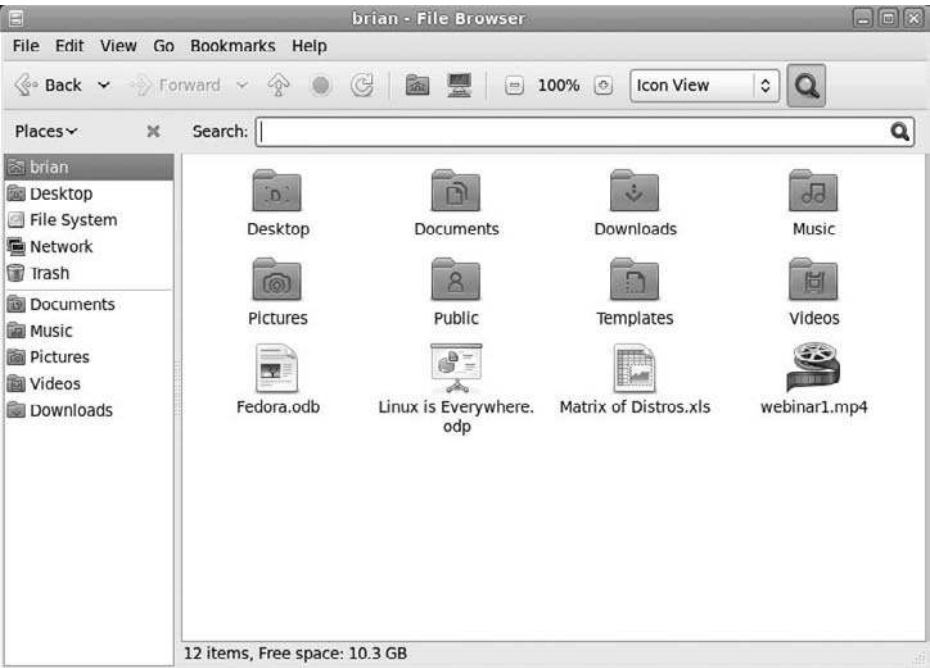 brian - File Browser
File Edit View Go Bookmarks Help
Back Forward 100% Icon View
Places Search:
brian
Desktop
File System
Network
Trash
Documents
Music
Pictures
Videos
Downloads
Desktop Documents Downloads Music
Pictures Public Templates Videos
Fedora.odb Linux is Everywhere. Matrix of Distros.xls webinar1.mp4
odp
12 items, Free space: 10.3 GB